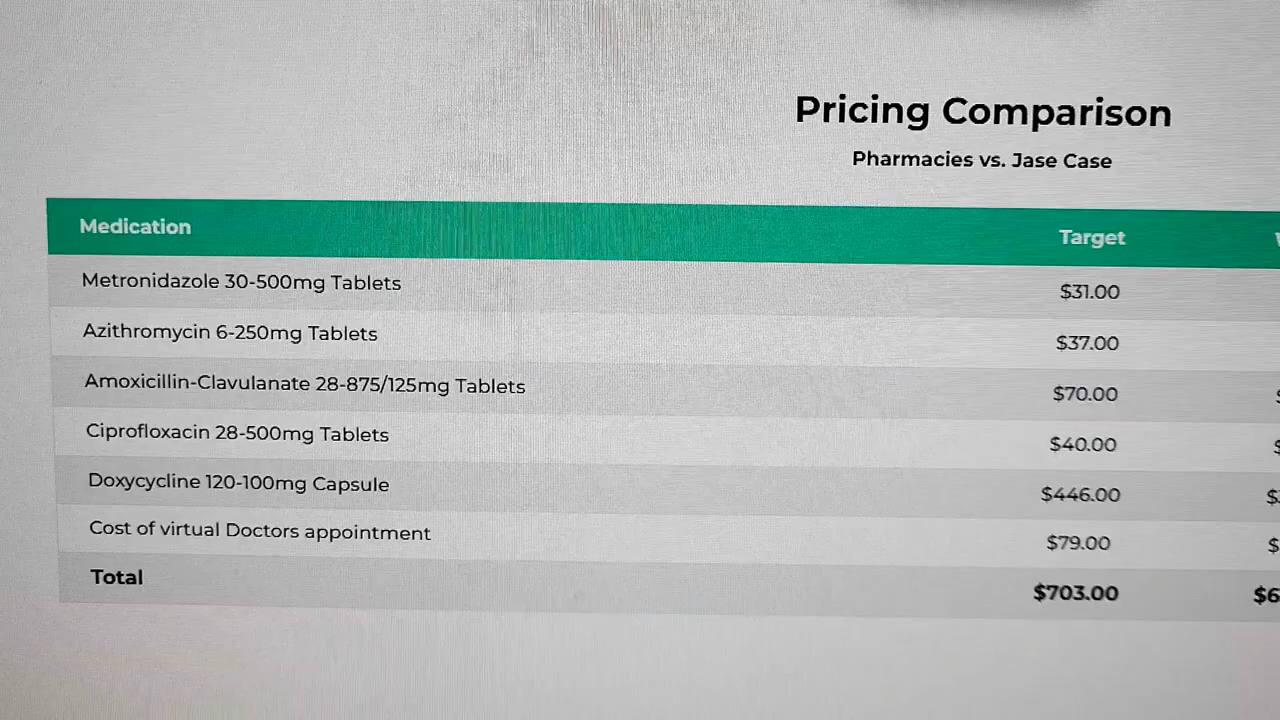 Pricing Comparison
Pharmacies vs. Jase Case
Medication Target
Metronidazole 30-500mg Tablets $31.00
Azithromycin 6-250mg Tablets $37.00
Amoxicillin-Clavulanate 28-875/125mg Tablets $70.00
Ciprofloxacin 28-500mg Tablets $40.00
Doxycycline 120-100mg Capsule $446.00
Cost of virtual Doctors appointment $79.00
Total $703.00